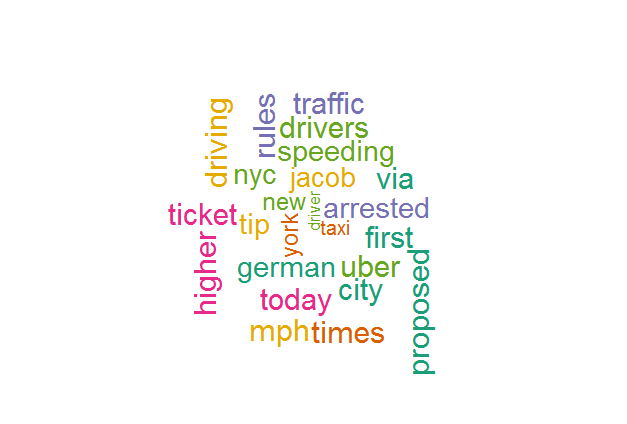 driving
rules
traffic
drivers
speeding
nyc
jacob
via
new
driver
arrested
ticket
tip
york
taxi
first
higher
german
uber
proposed
today
city
mph
times